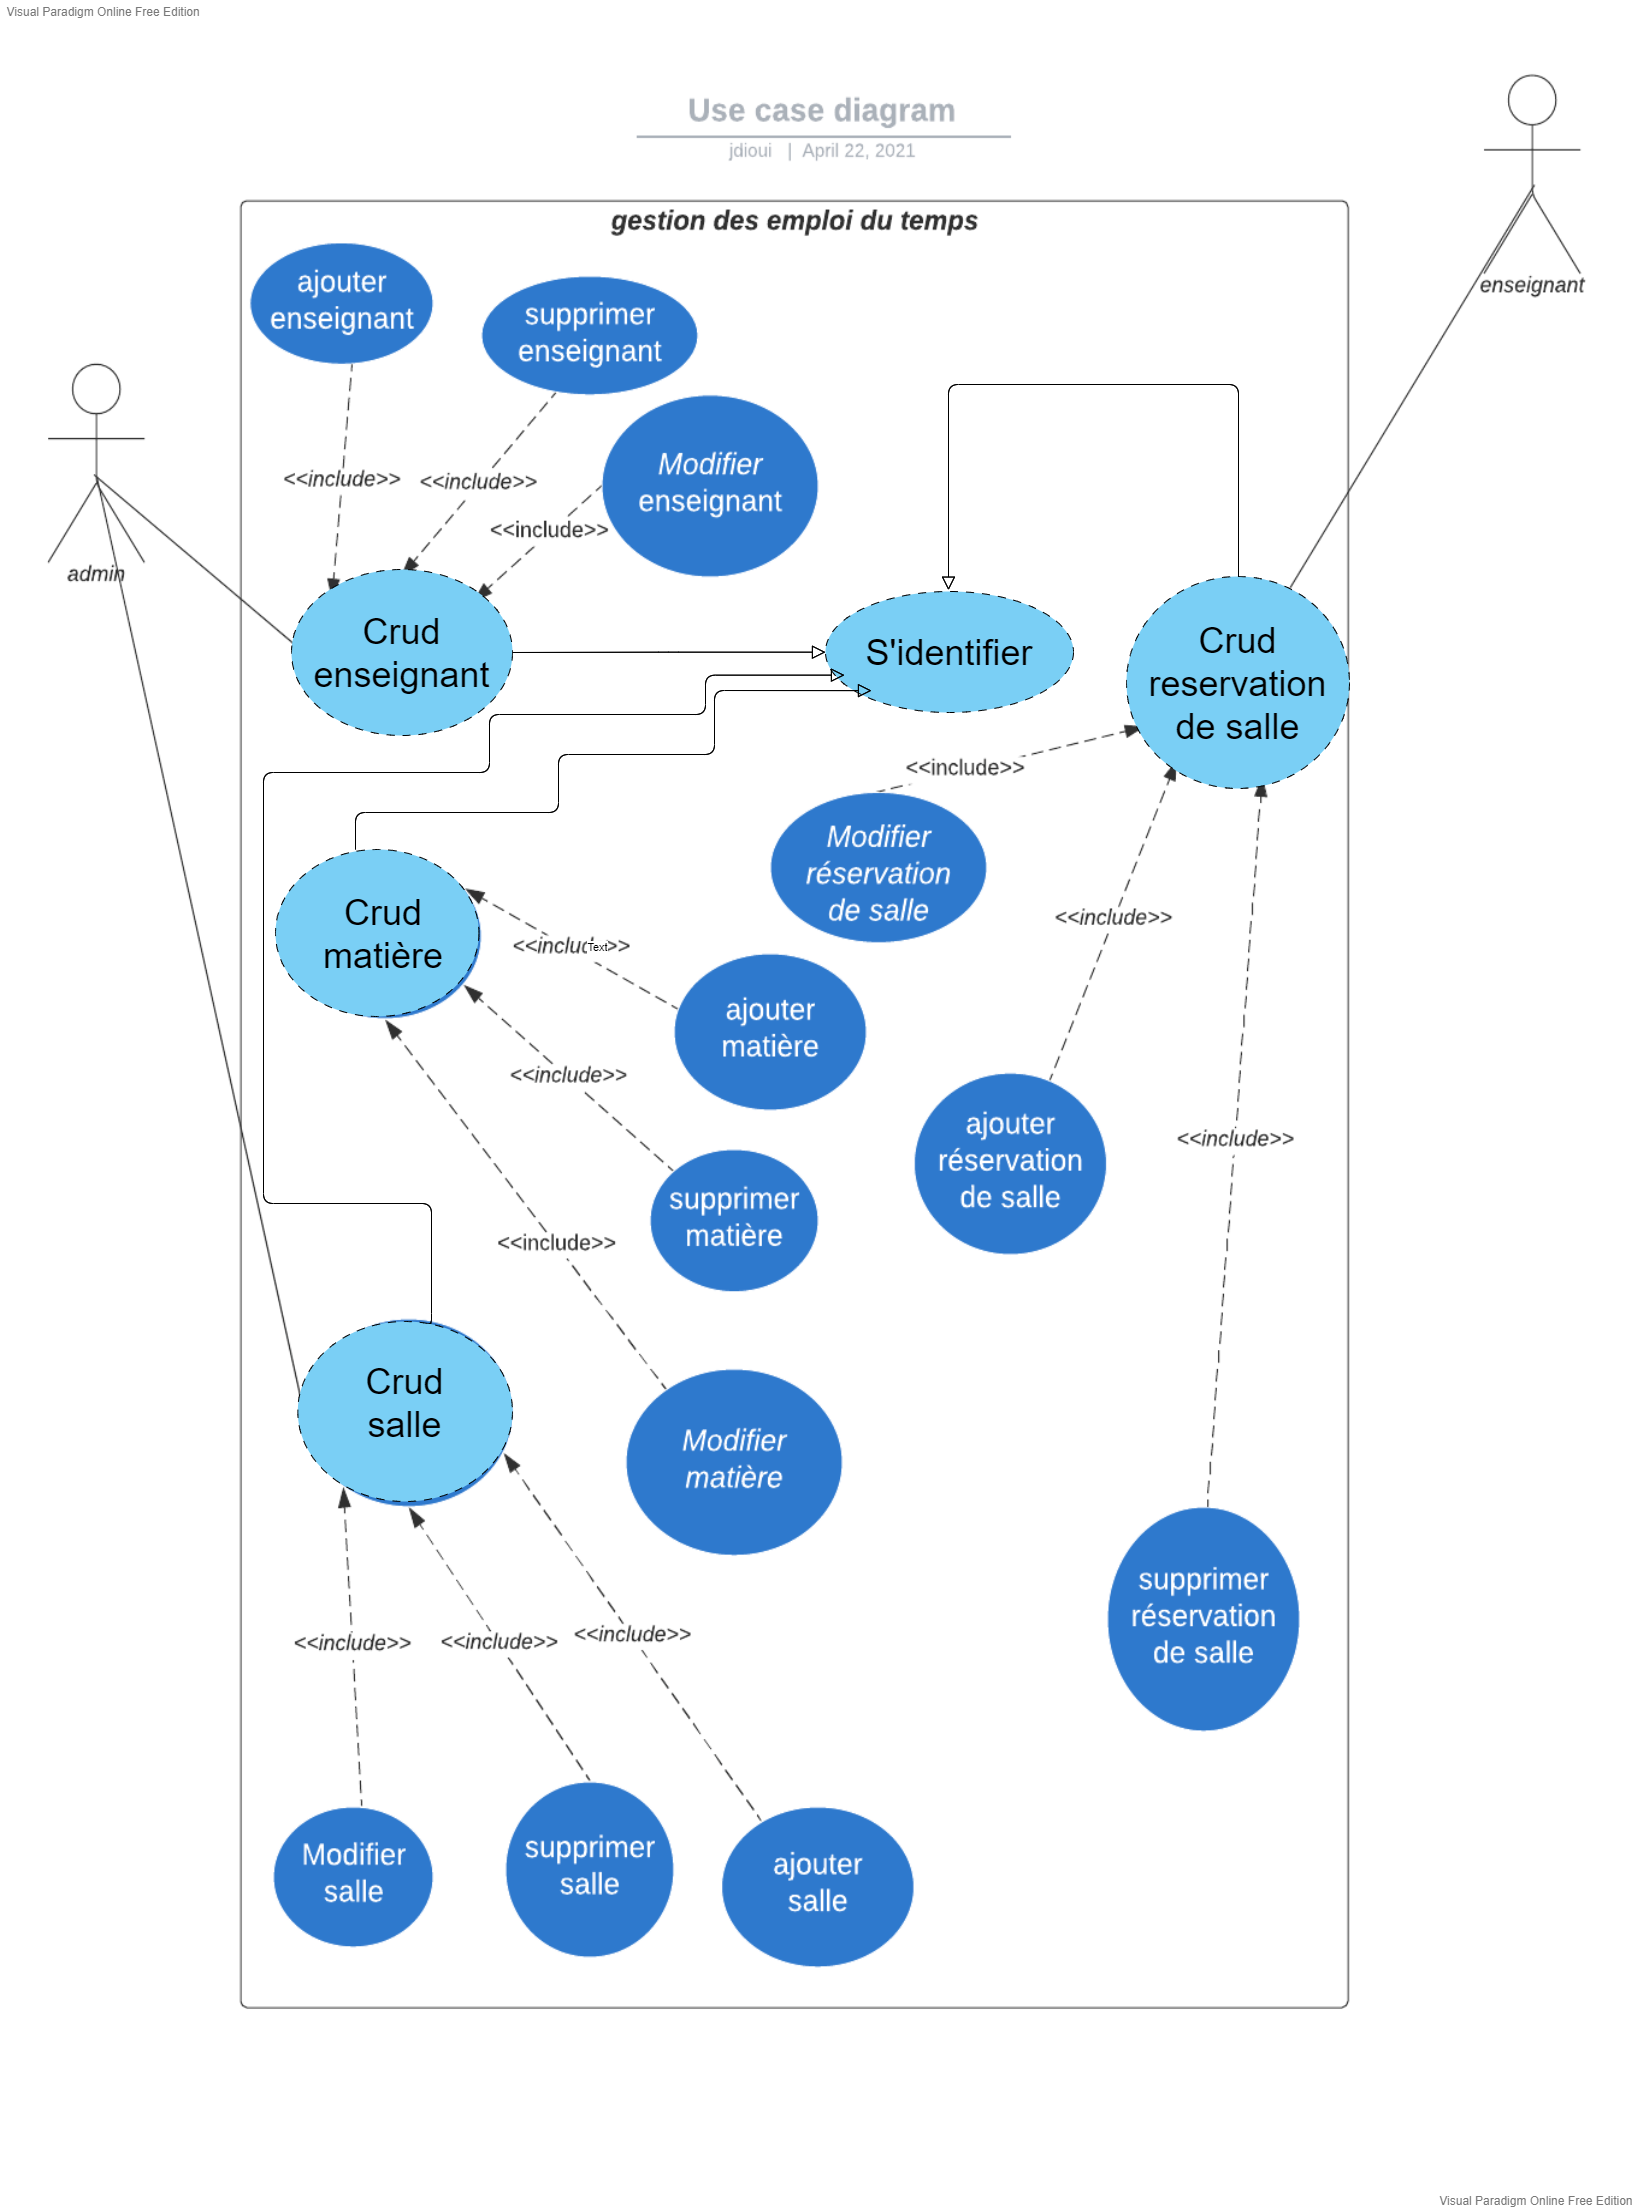 Visual Paradigm Online Free Edition
Use case diagram
jdioui | April 22, 2021
enseignant
gestion des emploi du temps
ajouter
enseignant
supprimer
enseignant
Modifier
enseignant
<<include>>
<<include>>
<<include>>
admin
Crud
enseignant
S'identifier
Crud
reservation
de salle
<<include>>
Modifier
réservation
de salle
Crud
matière
<<include>>
Text
<<include>>
ajouter
matière
<<include>>
ajouter
réservation
de salle
<<include>>
supprimer
matière
<<include>>
Crud
salle
Modifier
matière
supprimer
réservation
de salle
<<include>>
<<include>>
<<include>>
Modifier
salle
supprimer
salle
ajouter
salle
Visual Paradigm Online Free Edition